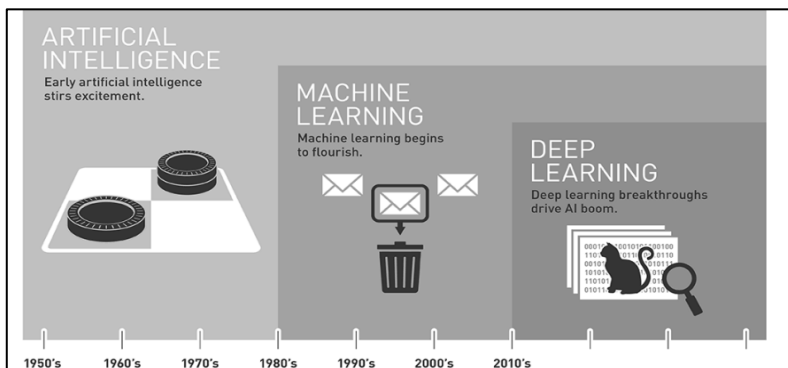 ARTIFICIAL
INTELLIGENCE
Early artificial intelligence
stirs excitement.
MACHINE
LEARNING
Machine learning begins
to flourish.
DEEP
LEARNING
Deep learning breakthroughs
drive AI boom.
1950's 1960's 1970's 1980's 1990's 2000's 2010's